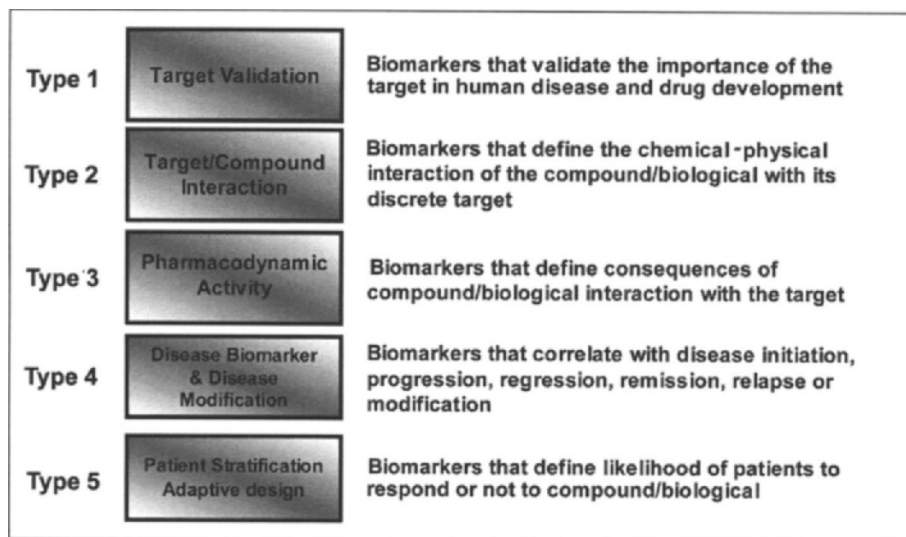 Type 1
Target Validation
Biomarkers that validate the importance of the
target in human disease and drug development
Type 2
Target/Compound
Interaction
Biomarkers that define the chemical-physical
interaction of the compound/biological with its
discrete target
Type 3
Pharmacodynamic
Activity
Biomarkers that define consequences of
compound/biological interaction with the target
Type 4
Disease Biomarker
& Disease
Modification
Biomarkers that correlate with disease initiation,
progression, regression, remission, relapse or
modification
Type 5
Patient Stratification
Adaptive design
Biomarkers that define likelihood of patients to
respond or not to compound/biological